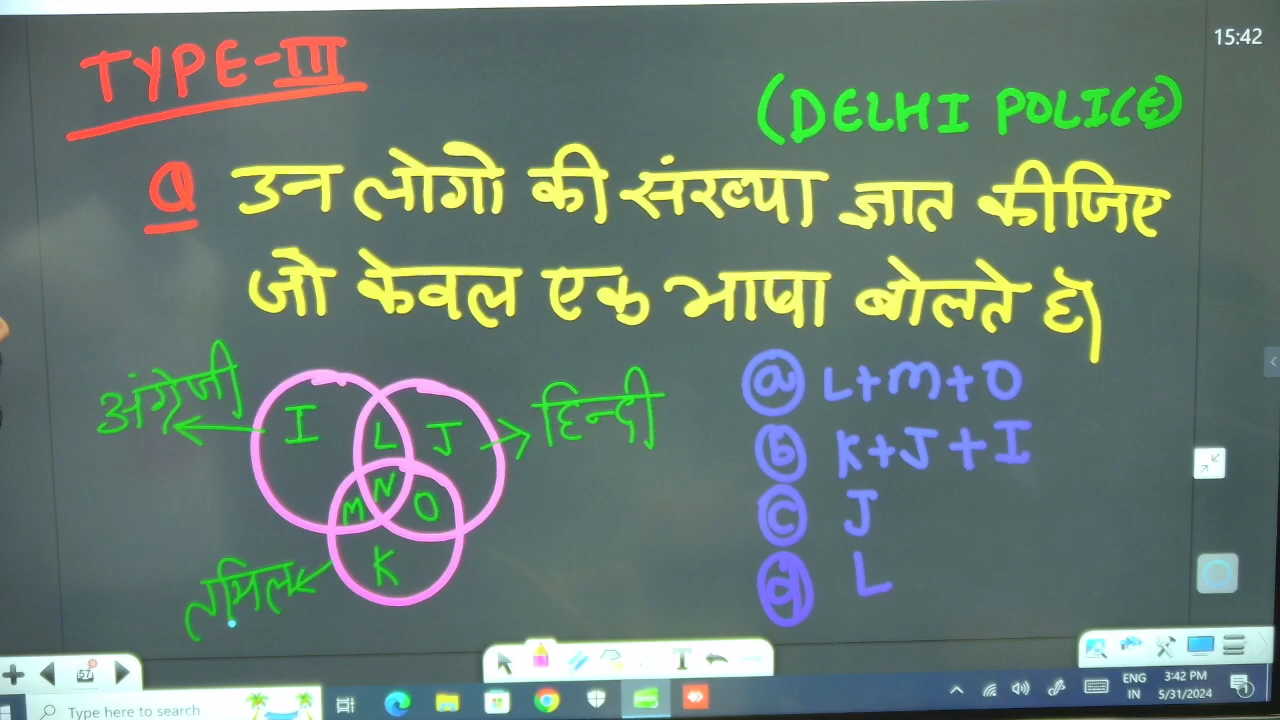 15:42
TYPE-III
(DELHI POLICE)
Q उन लोगो की संख्या ज्ञात कीजिए
जो केवल एक भाषा बोलते है।
अंग्रेजी
हिन्दी
तमिल
I
L
J
N
M
O
K
(a) L+M+O
(b) K+J+I
(c) J
(d) L
57
Type here to search
ENG
IN
3:42 PM
5/31/2024